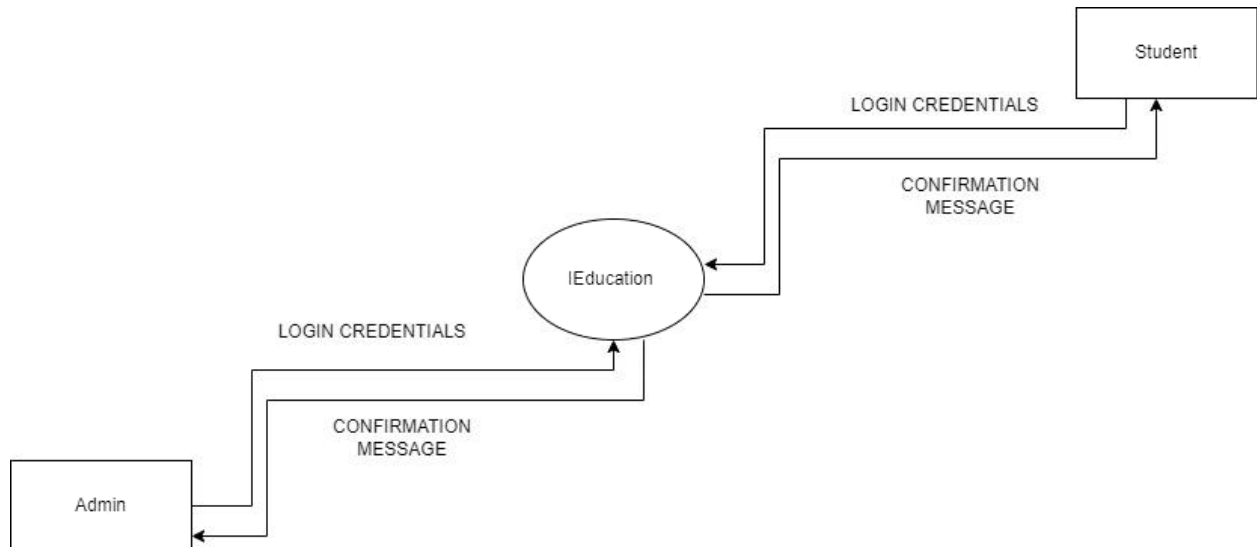 Student
LOGIN CREDENTIALS
CONFIRMATION
MESSAGE
IEducation
LOGIN CREDENTIALS
CONFIRMATION
MESSAGE
Admin